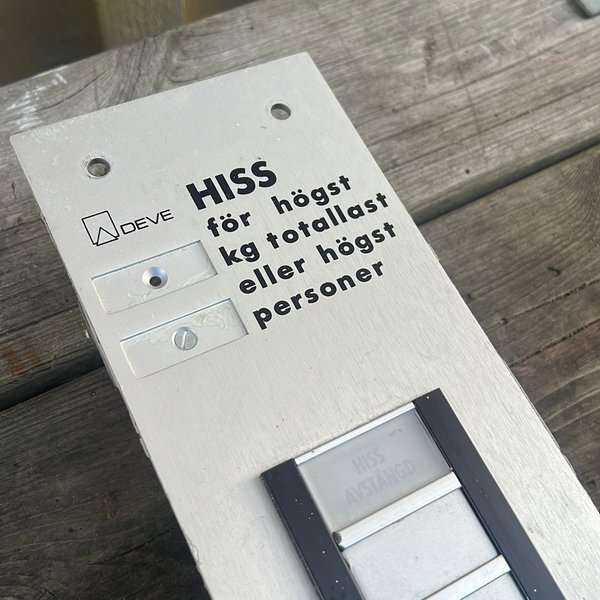 HISS
DEVE
för högst
kg totallast
eller högst
personer
HISS
AVSTÄNGD